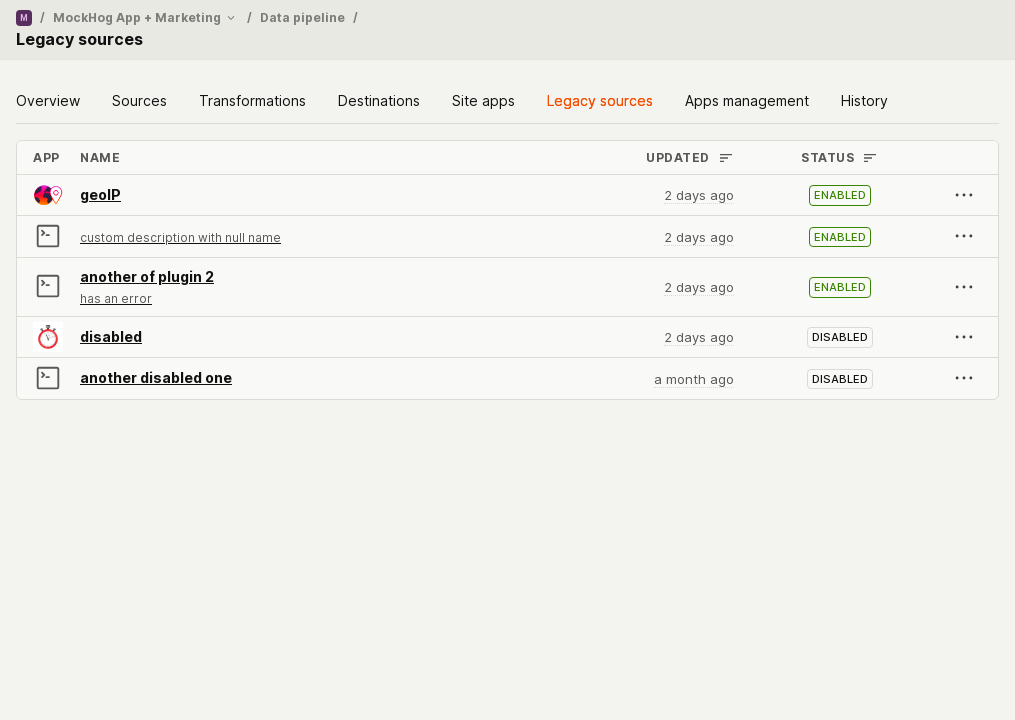 M / MockHog App + Marketing / Data pipeline /
Legacy sources
Overview Sources Transformations Destinations Site apps Legacy sources Apps management History
APP NAME UPDATED STATUS
geoIP 2 days ago ENABLED
custom description with null name 2 days ago ENABLED
another of plugin 2
has an error 2 days ago ENABLED
disabled 2 days ago DISABLED
another disabled one a month ago DISABLED